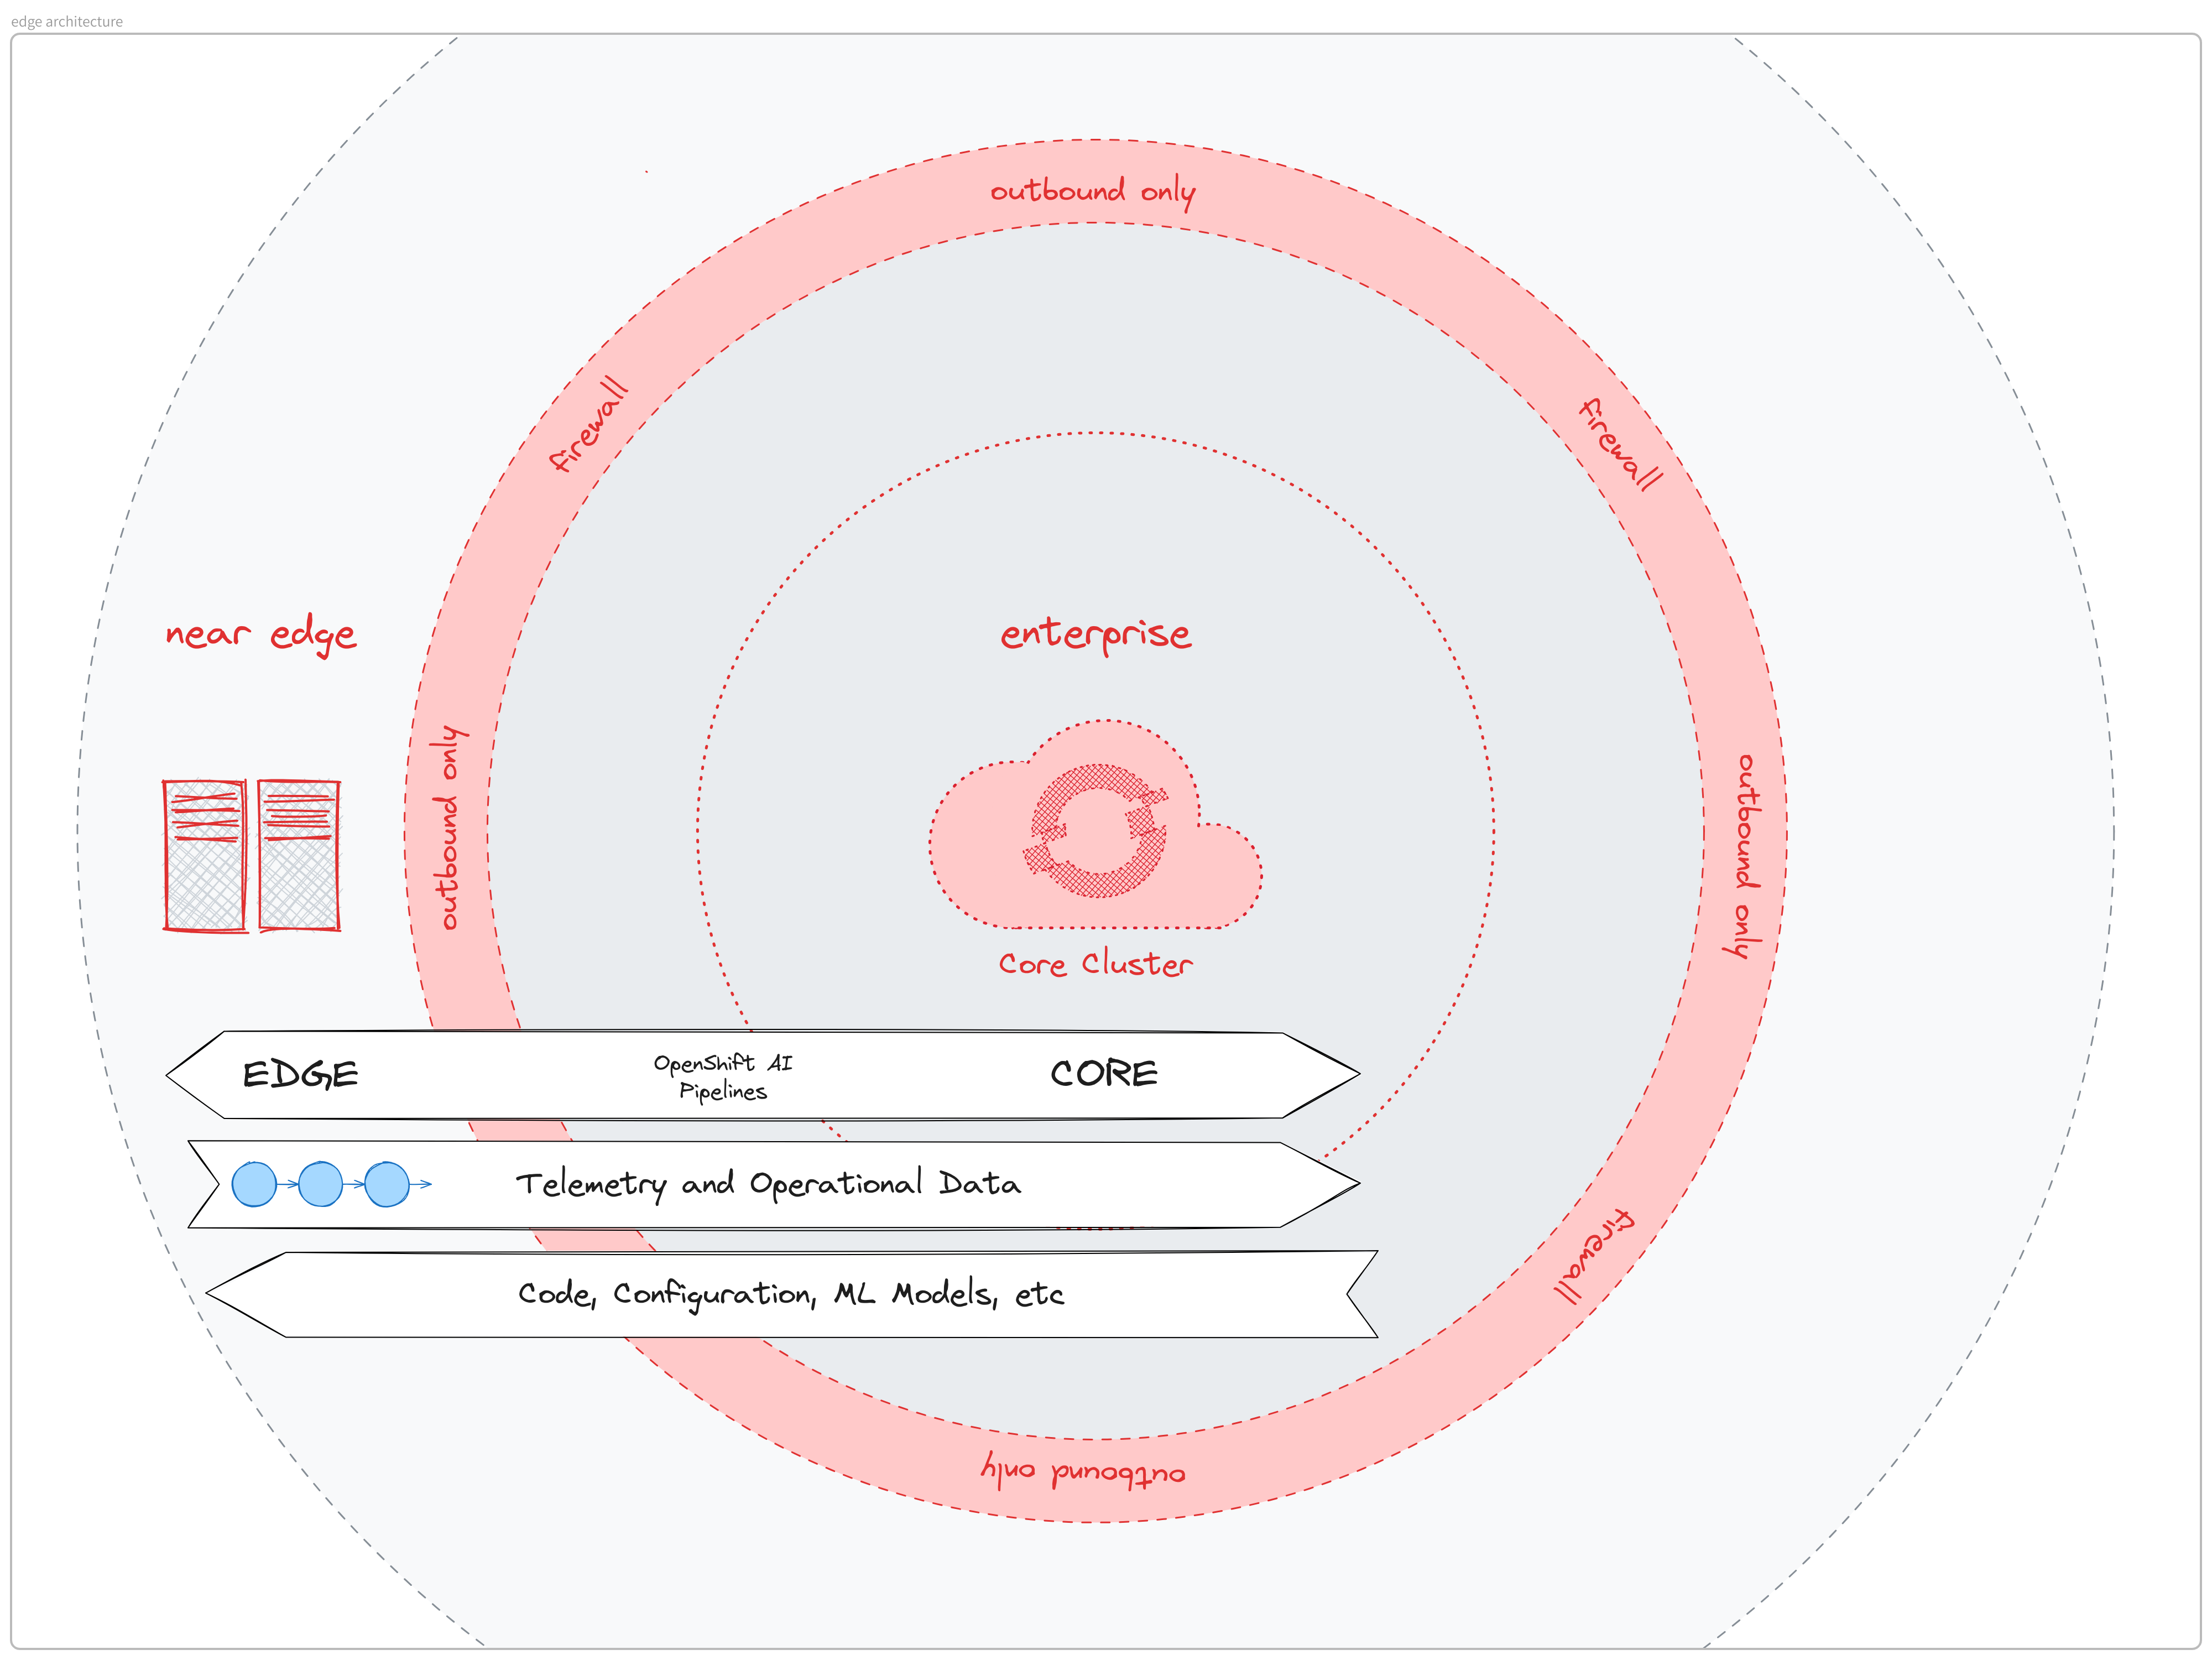 edge architecture
outbound only
firewall
firewall
near edge
enterprise
outbound only
outbound only
Core Cluster
EDGE
OpenShift AI
Pipelines
CORE
Telemetry and Operational Data
firewall
Code, Configuration, ML Models, etc
outbound only